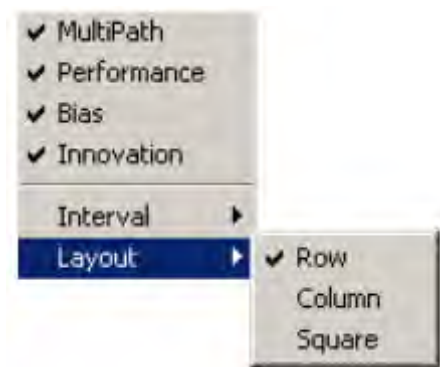 MultiPath
Performance
Bias
Innovation
Interval
Layout
Row
Column
Square